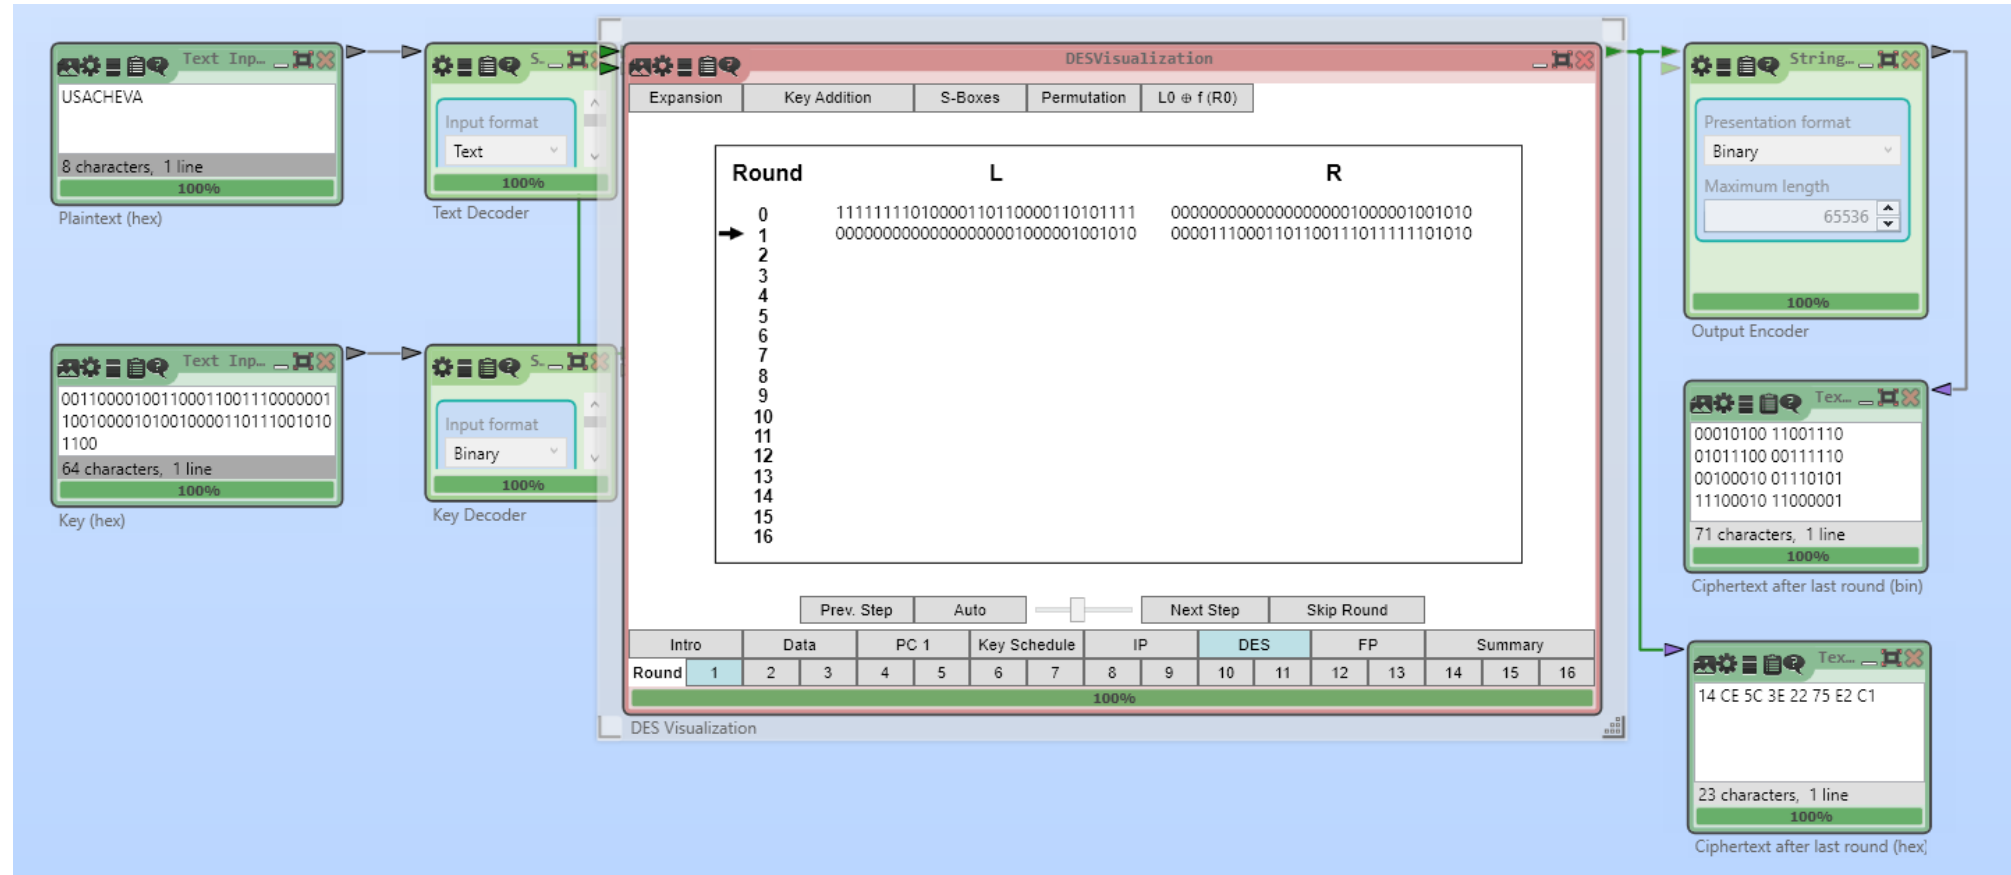 Text Inp...
USACHEVA
8 characters, 1 line
100%
Plaintext (hex)
S..
Input format
Text
100%
Text Decoder
Text Inp...
001100001001100011001110000001
100100001010010000110111001010
1100
64 characters, 1 line
100%
Key (hex)
S..
Input format
Binary
100%
Key Decoder
DESVisualization
Expansion Key Addition S-Boxes Permutation L0 ⊕ f (R0)
Round L R
0 11111111010000110110000110101111 00000000000000000001000001001010
1 00000000000000000001000001001010 00001110001101100111011111101010
2
3
4
5
6
7
8
9
10
11
12
13
14
15
16
Prev. Step Auto Next Step Skip Round
Intro Data PC 1 Key Schedule IP DES FP Summary
Round 1 2 3 4 5 6 7 8 9 10 11 12 13 14 15 16
100%
DES Visualization
String...
Presentation format
Binary
Maximum length
65536
100%
Output Encoder
Tex...
00010100 11001110
01011100 00111110
00100010 01110101
11100010 11000001
71 characters, 1 line
100%
Ciphertext after last round (bin)
Tex...
14 CE 5C 3E 22 75 E2 C1
23 characters, 1 line
100%
Ciphertext after last round (hex)